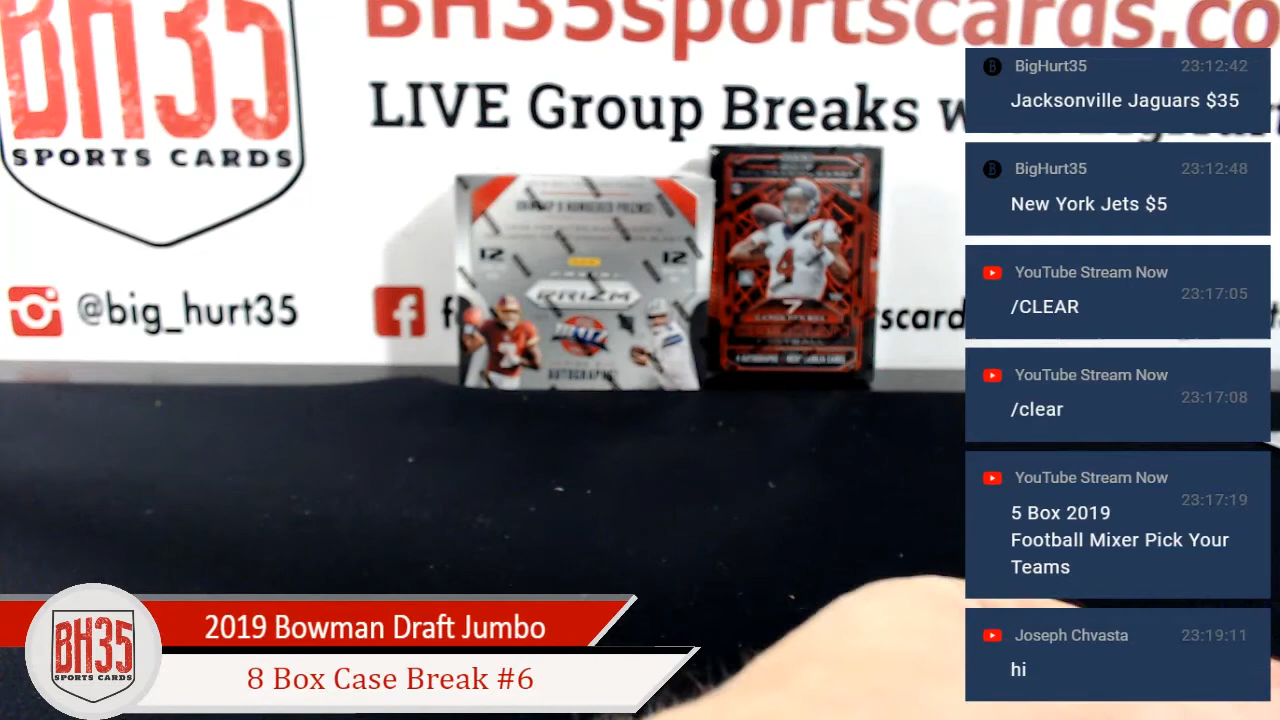 BH35
SPORTS CARDS
BH35sportscards.co
LIVE Group Breaks w
@big_hurt35
f
scard
12
12
PRIZM
AUTOGRAPHS
4
7
BigHurt35 23:12:42
Jacksonville Jaguars $35
BigHurt35 23:12:48
New York Jets $5
YouTube Stream Now
23:17:05
/CLEAR
YouTube Stream Now
23:17:08
/clear
YouTube Stream Now
23:17:19
5 Box 2019
Football Mixer Pick Your
Teams
Joseph Chvasta 23:19:11
hi
2019 Bowman Draft Jumbo
8 Box Case Break #6
BH35
SPORTS CARDS